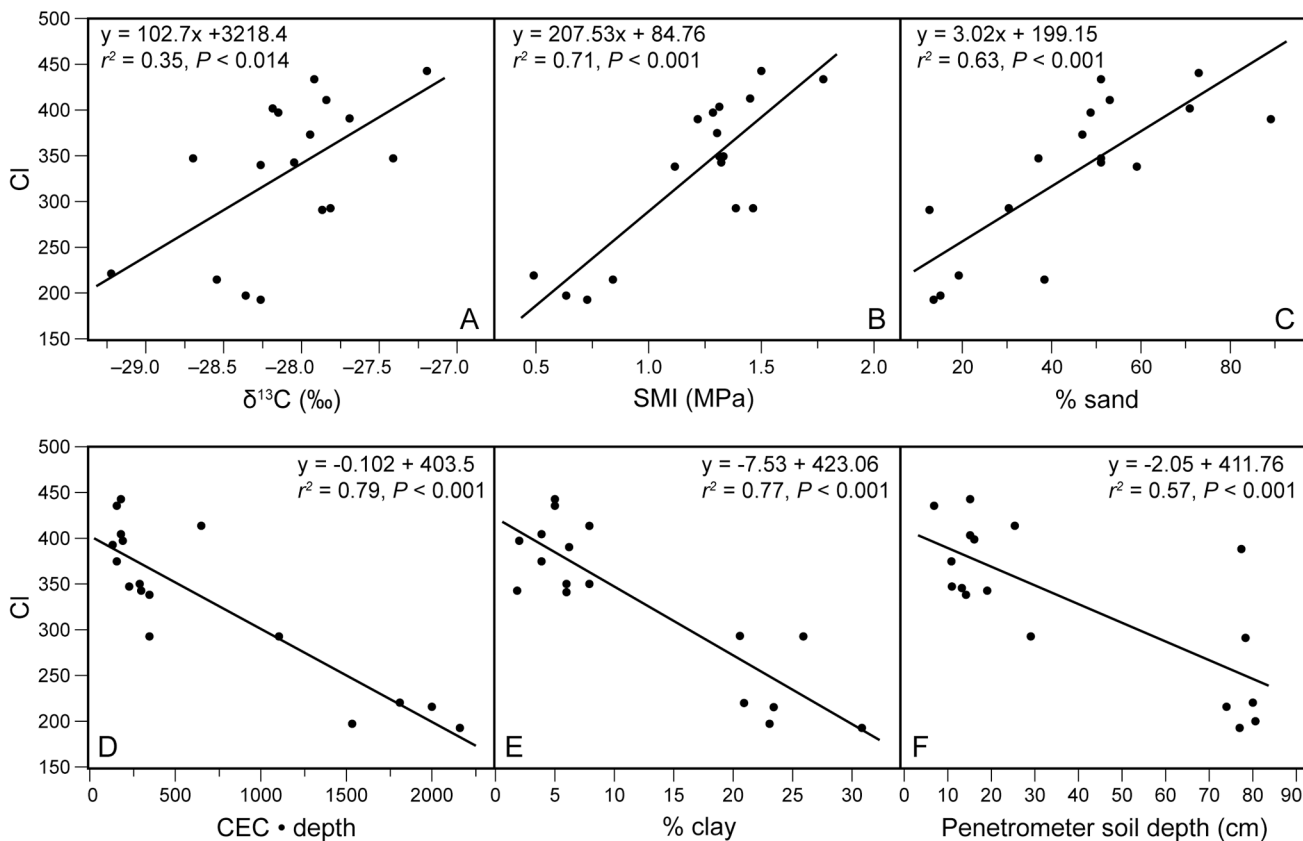 y = 102.7x +3218.4
r² = 0.35, P < 0.014
y = 207.53x + 84.76
r² = 0.71, P < 0.001
y = 3.02x + 199.15
r² = 0.63, P < 0.001
500
450
400
350
300
250
200
150
CI
A
B
C
–29.0
–28.5
–28.0
–27.5
–27.0
0.5
1.0
1.5
2.0
20
40
60
80
δ¹³C (‰)
SMI (MPa)
% sand
y = -0.102 + 403.5
r² = 0.79, P < 0.001
y = -7.53 + 423.06
r² = 0.77, P < 0.001
y = -2.05 + 411.76
r² = 0.57, P < 0.001
500
450
400
350
300
250
200
150
CI
D
E
F
0
500
1000
1500
2000
0
5
10
15
20
25
30
0
10
20
30
40
50
60
70
80
90
CEC • depth
% clay
Penetrometer soil depth (cm)